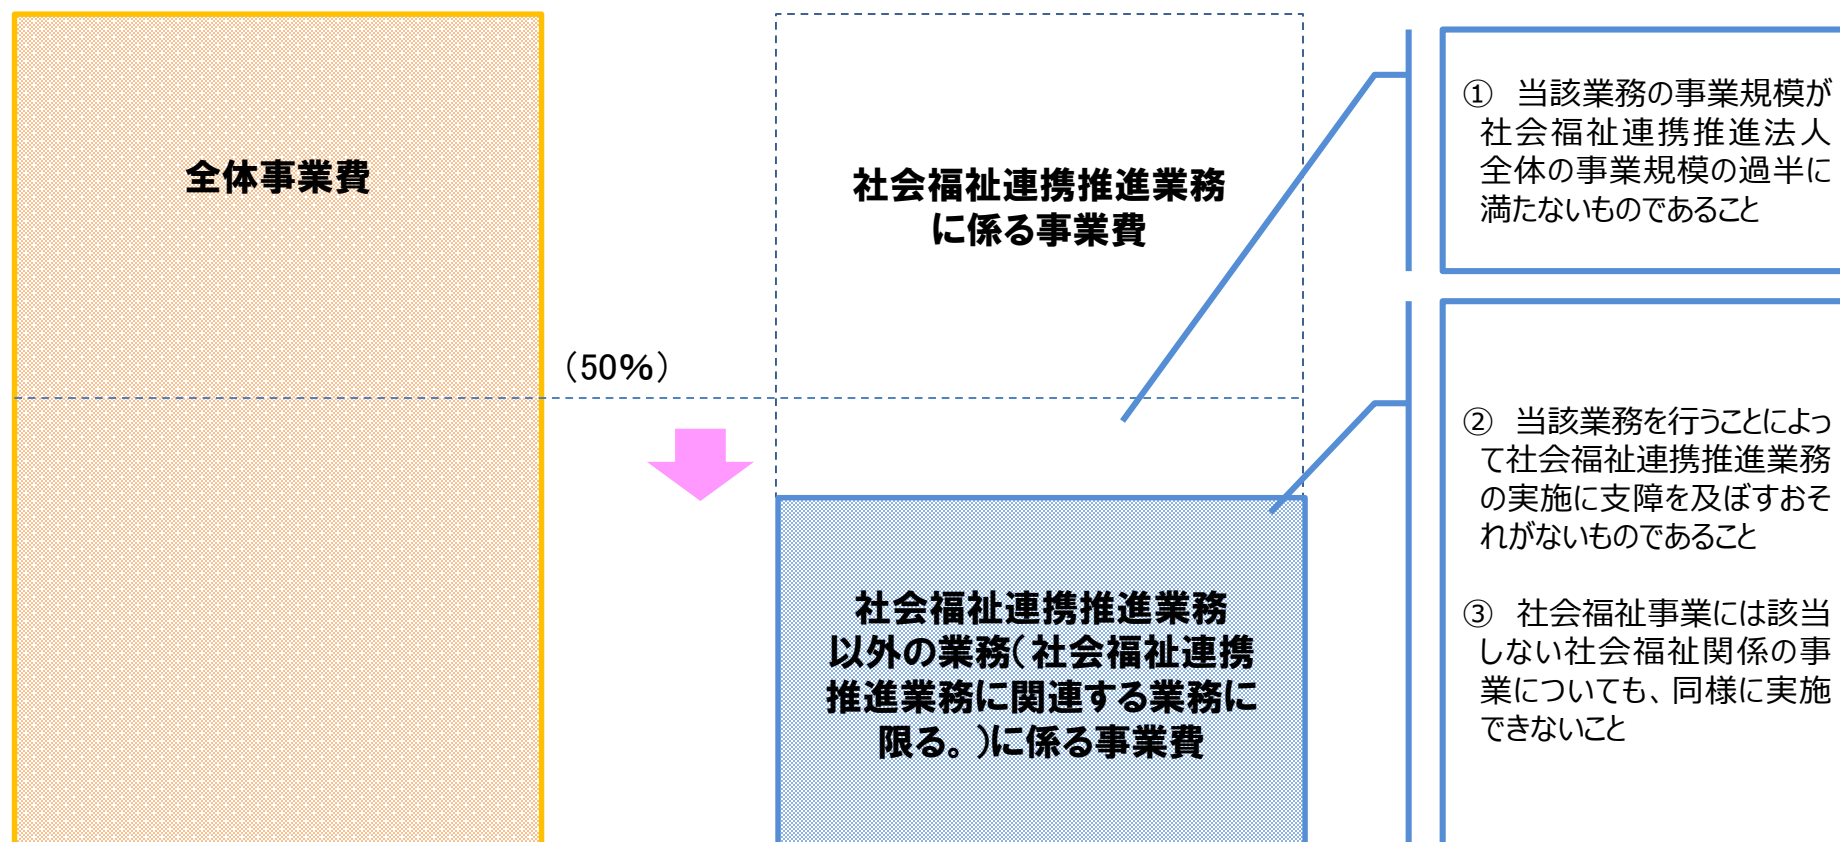 全体事業費
社会福祉連携推進業務
に係る事業費
（50％）
社会福祉連携推進業務
以外の業務（社会福祉連携
推進業務に関連する業務に
限る。）に係る事業費
①　当該業務の事業規模が
社会福祉連携推進法人
全体の事業規模の過半に
満たないものであること
②　当該業務を行うことによっ
て社会福祉連携推進業務
の実施に支障を及ぼすおそ
れがないものであること
③　社会福祉事業には該当
しない社会福祉関係の事
業についても、同様に実施
できないこと